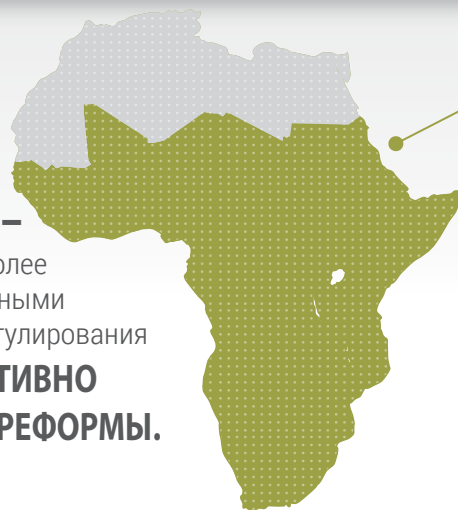 –
олее
ными
гулирования
ТИВНО
РЕФОРМЫ.